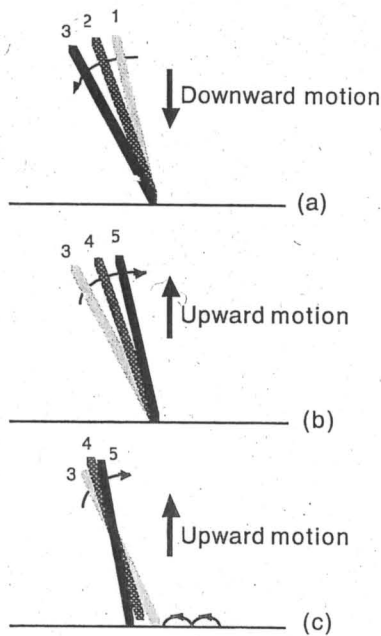 3 2 1
Downward motion
(a)
3 4 5
Upward motion
(b)
4 5
3
Upward motion
(c)